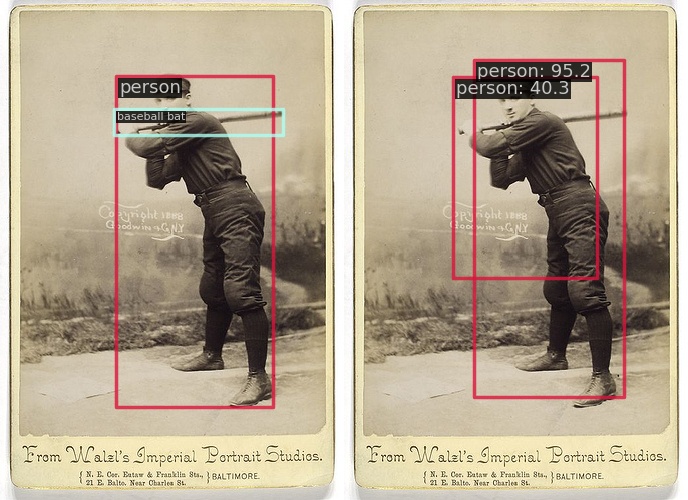 person
baseball bat
Copyright 1888
Goodwin & Co. N.Y.
From Walzl's Imperial Portrait Studios.
N. E. Cor. Eutaw & Franklin Sts.,
21 E. Balto. Near Charles St.
BALTIMORE.
person: 95.2
person: 40.3
Copyright 1888
Goodwin & Co. N.Y.
From Walzl's Imperial Portrait Studios.
N. E. Cor. Eutaw & Franklin Sts.,
21 E. Balto. Near Charles St.
BALTIMORE.